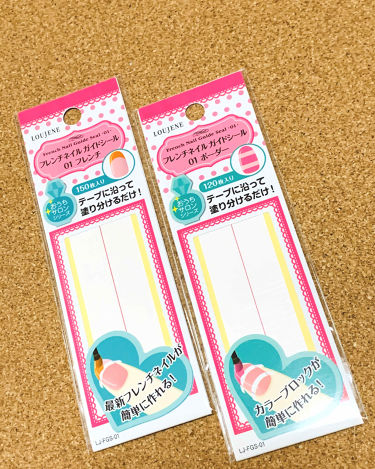 LOUJENE
French Nail Guide Seal -01
フレンチネイル ガイドシール
01 フレンチ
150枚入り
おうち
サロン
シリーズ
テープに沿って
塗り分けるだけ！
最新フレンチネイルが
簡単に作れる！
LJ-FGS-01
LOUJENE
French Nail Guide Seal -01
フレンチネイル ガイドシール
01 ボーダー
120枚入り
おうち
サロン
シリーズ
テープに沿って
塗り分けるだけ！
カラーブロックが
簡単に作れる！
LJ-FGS-01